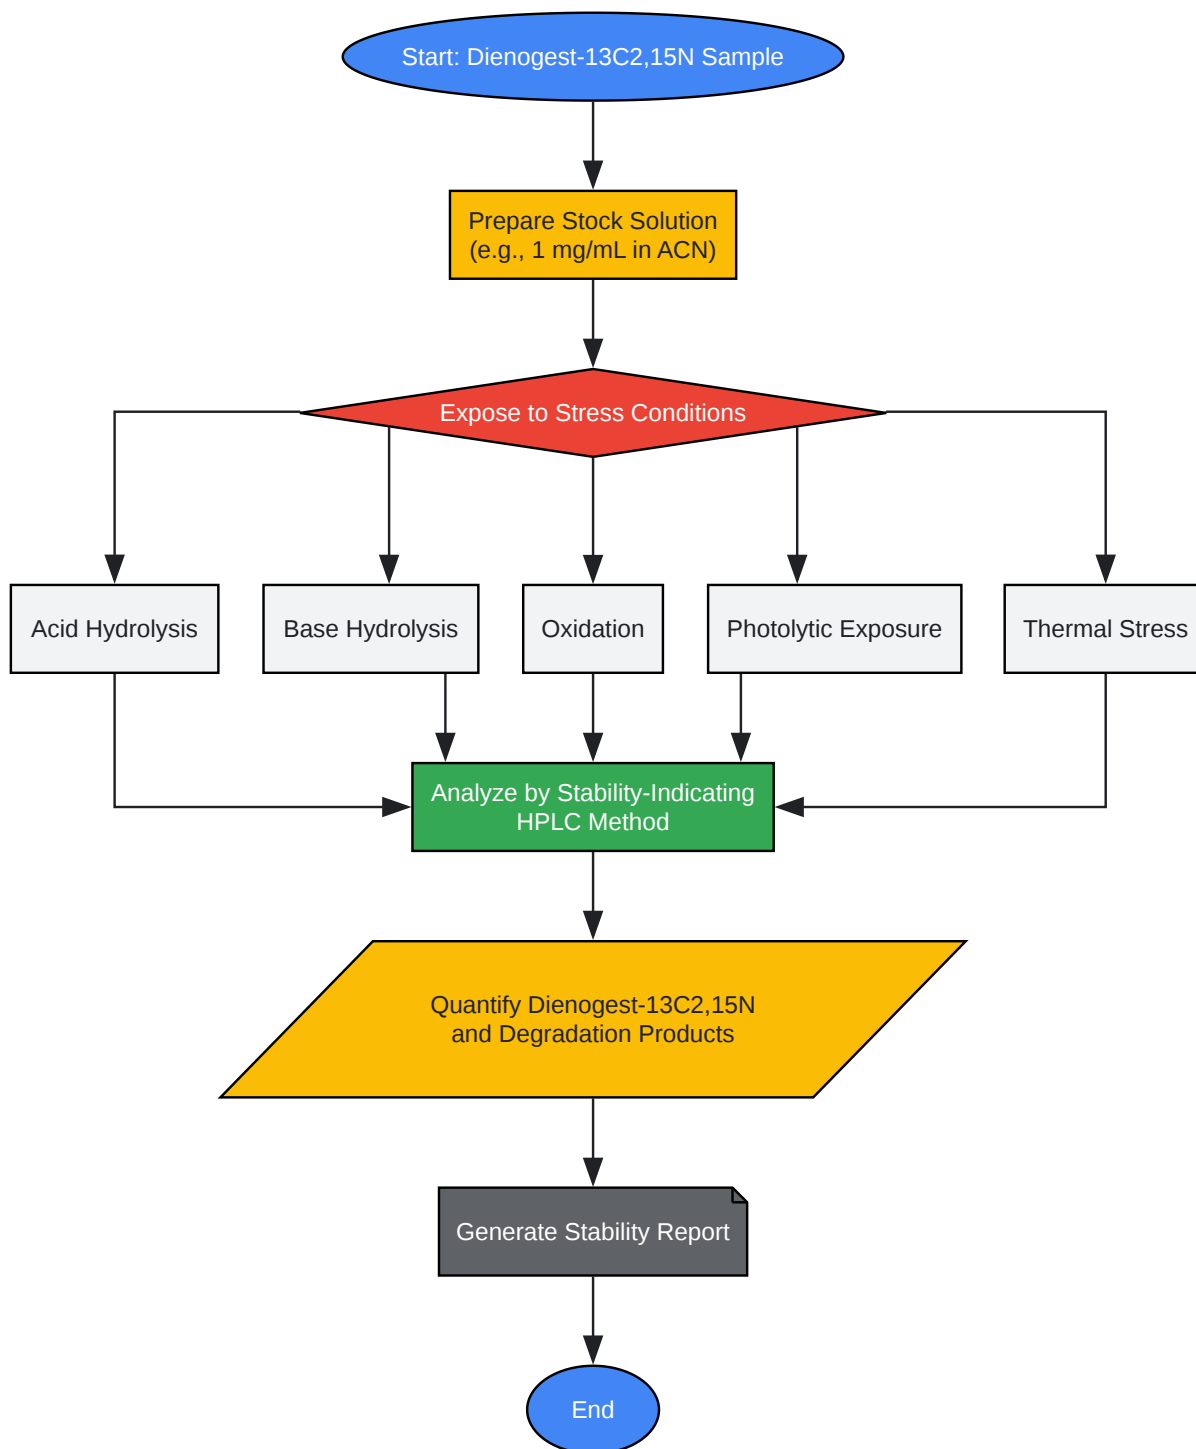 Start: Dienogest-13C2,15N Sample
Prepare Stock Solution
(e.g., 1 mg/mL in ACN)
Expose to Stress Conditions
Acid Hydrolysis
Base Hydrolysis
Oxidation
Photolytic Exposure
Thermal Stress
Analyze by Stability-Indicating
HPLC Method
Quantify Dienogest-13C2,15N
and Degradation Products
Generate Stability Report
End